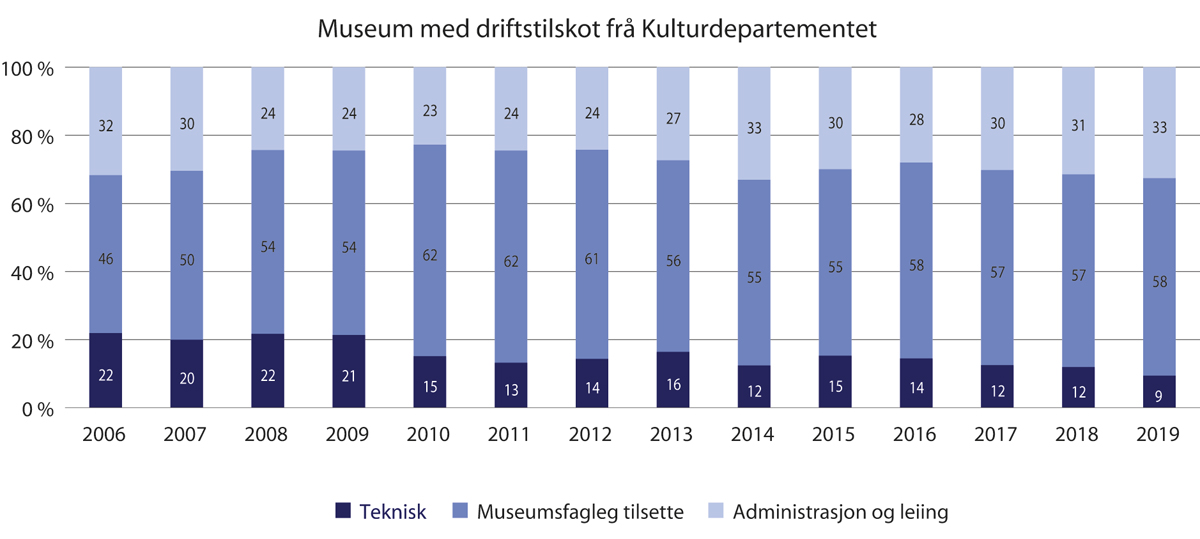 Museum med driftstilskot frå Kulturdepartementet
100 %
80 %
60 %
40 %
20 %
0 %
32 30 24 24 23 24 24 27 33 30 28 30 31 33
46 50 54 54 62 62 61 56 55 55 58 57 57 58
22 20 22 21 15 13 14 16 12 15 14 12 12 9
2006 2007 2008 2009 2010 2011 2012 2013 2014 2015 2016 2017 2018 2019
Teknisk Museumsfagleg tilsette Administrasjon og leiing